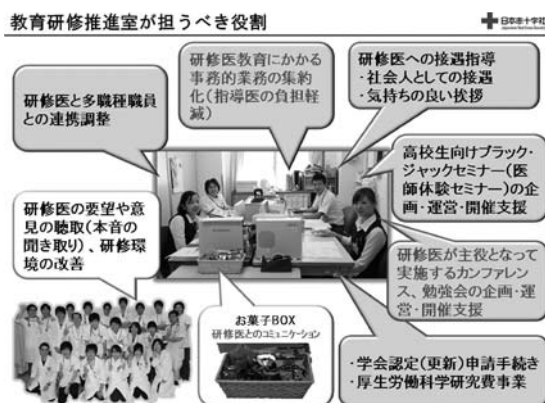 教育研修推進室が担うべき役割
日本赤十字社
研修医と多職種職員
との連携調整
研修医教育にかかる
事務的業務の集約
化(指導医の負担軽
減)
研修医への接遇指導
・社会人としての接遇
・気持ちの良い挨拶
高校生向けブラック・
ジャックセミナー(医
師体験セミナー)の企
画・運営・開催支援
研修医の要望や意
見の聴取(本音の
聞き取り)、研修環
境の改善
研修医が主役となって
実施するカンファレン
ス、勉強会の企画・運
営・開催支援
お菓子BOX
研修医とのコミュニケーション
・学会認定(更新)申請手続き
・厚生労働科学研究費事業